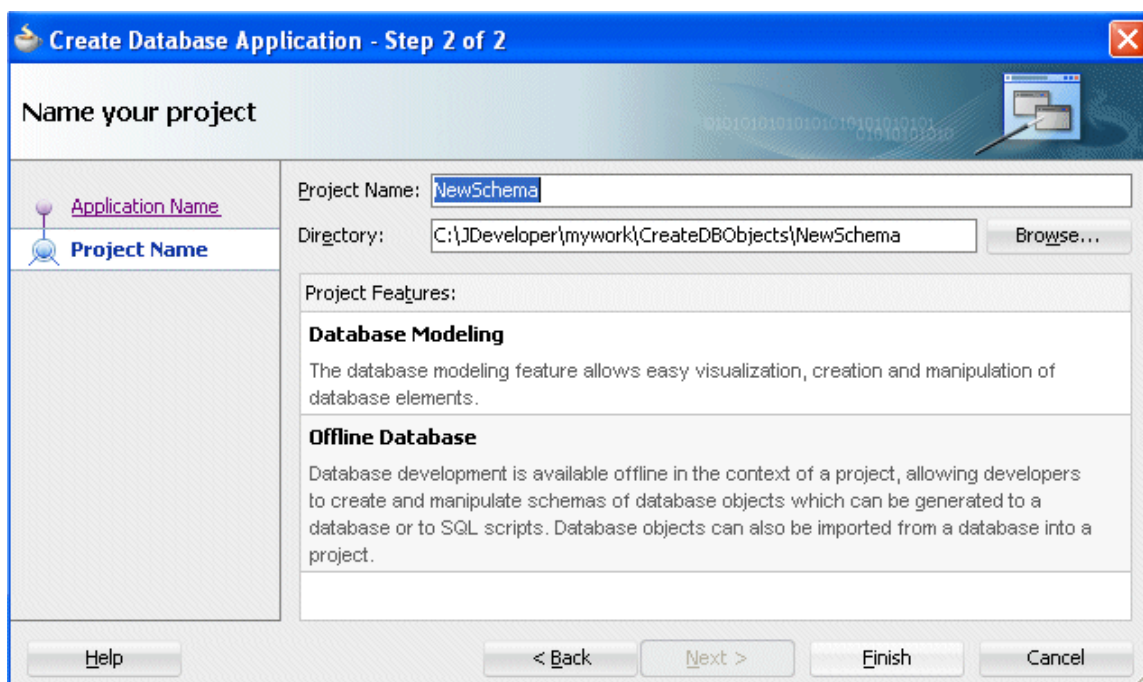 Create Database Application - Step 2 of 2
Name your project
Application Name
Project Name
Project Name: NewSchema
Directory: C:\JDeveloper\mywork\CreateDBObjects\NewSchema Browse...
Project Features:
Database Modeling
The database modeling feature allows easy visualization, creation and manipulation of
database elements.
Offline Database
Database development is available offline in the context of a project, allowing developers
to create and manipulate schemas of database objects which can be generated to a
database or to SQL scripts. Database objects can also be imported from a database into a
project.
Help < Back Next > Finish Cancel